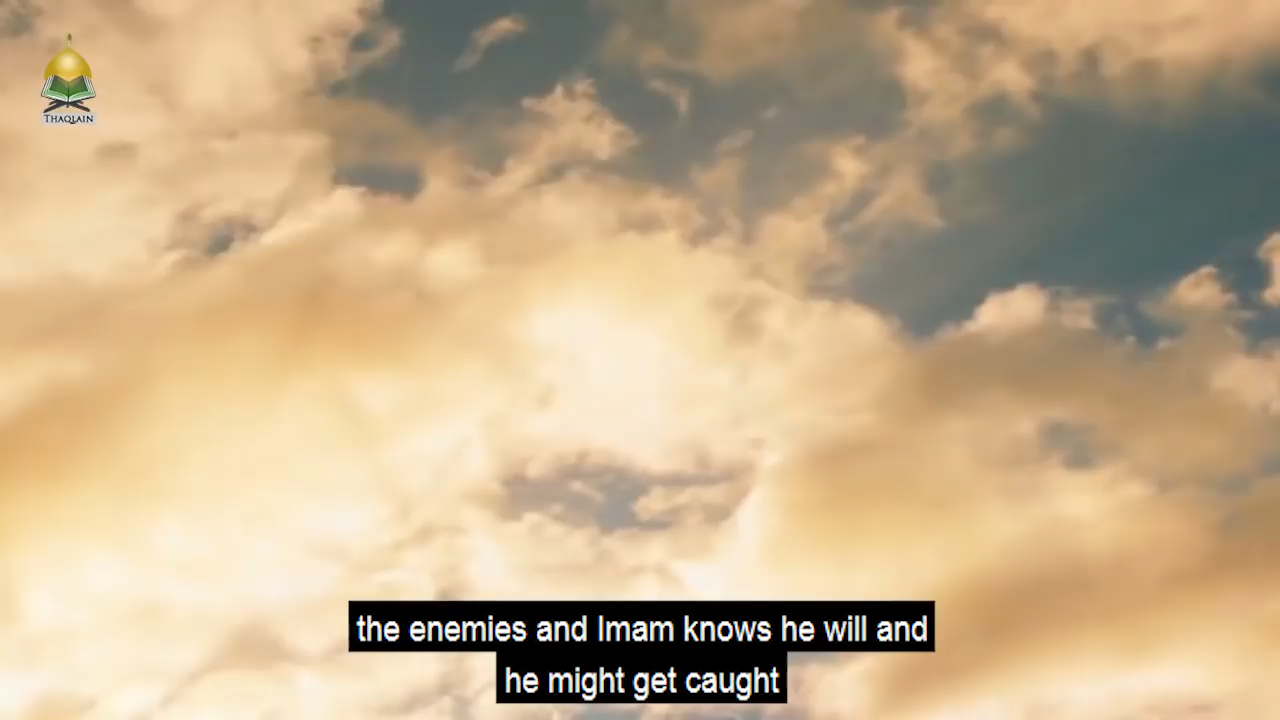 THAQLAIN
the enemies and Imam knows he will and
he might get caught